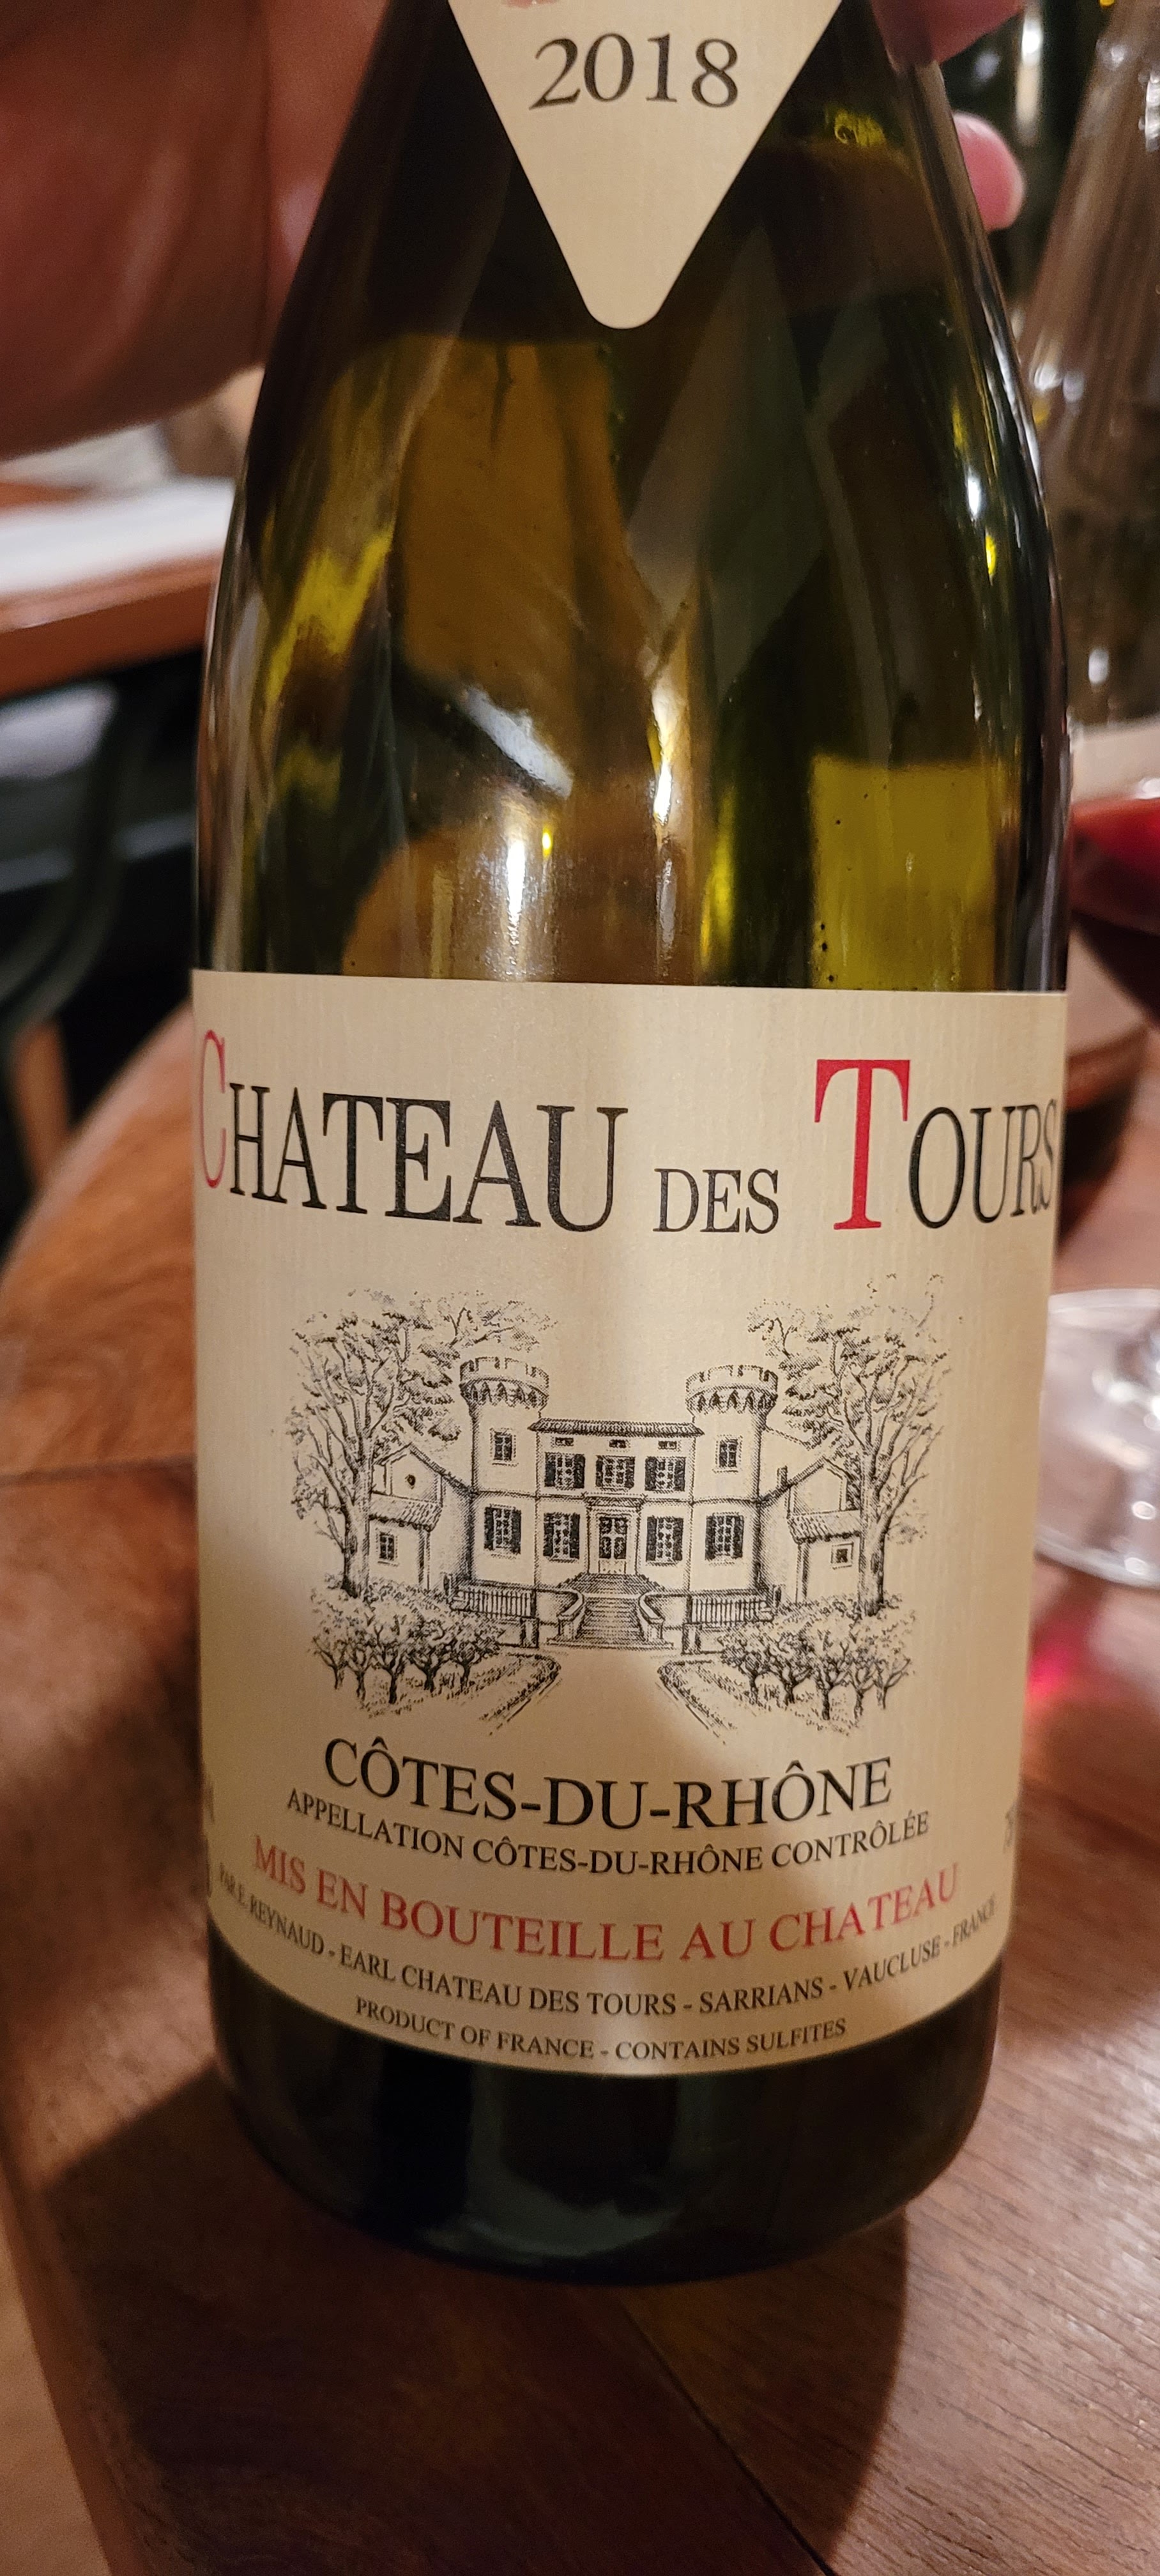 2018
CHATEAU DES TOURS
CÔTES-DU-RHÔNE
APPELLATION CÔTES-DU-RHÔNE CONTRÔLÉE
MIS EN BOUTEILLE AU CHATEAU
PAR E. REYNAUD - EARL CHATEAU DES TOURS - SARRIANS - VAUCLUSE - FRANCE
PRODUCT OF FRANCE - CONTAINS SULFITES